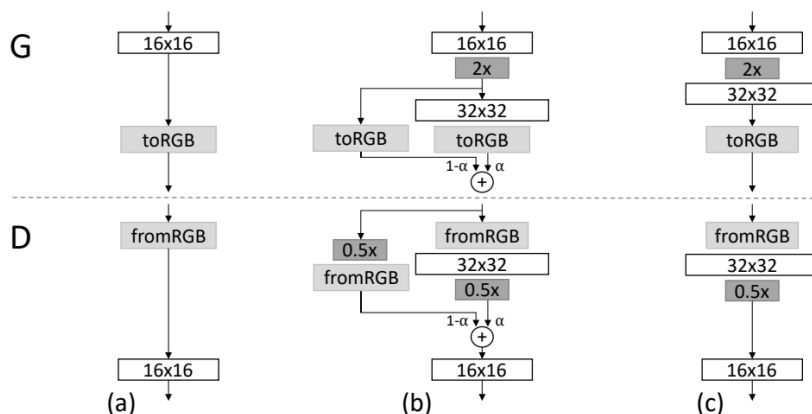 G
16x16
16x16
16x16
2x
2x
32x32
32x32
toRGB
toRGB
toRGB
toRGB
1-α
α
+
D
fromRGB
fromRGB
fromRGB
0.5x
32x32
32x32
fromRGB
0.5x
0.5x
1-α
α
+
16x16
16x16
16x16
(a)
(b)
(c)